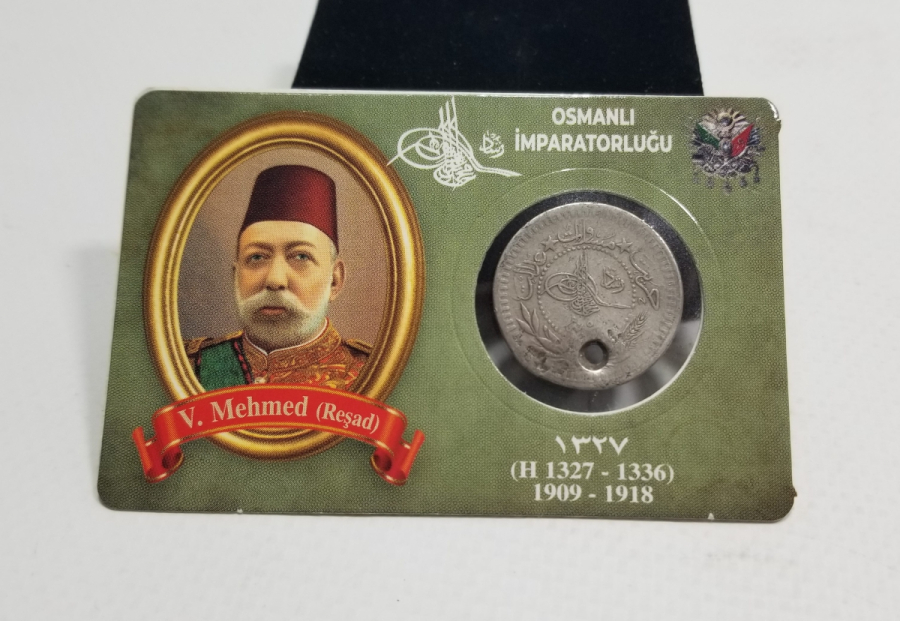 OSMANLI
İMPARATORLUĞU
V. Mehmed (Reşad)
١٣٢٧
(H 1327 - 1336)
1909 - 1918